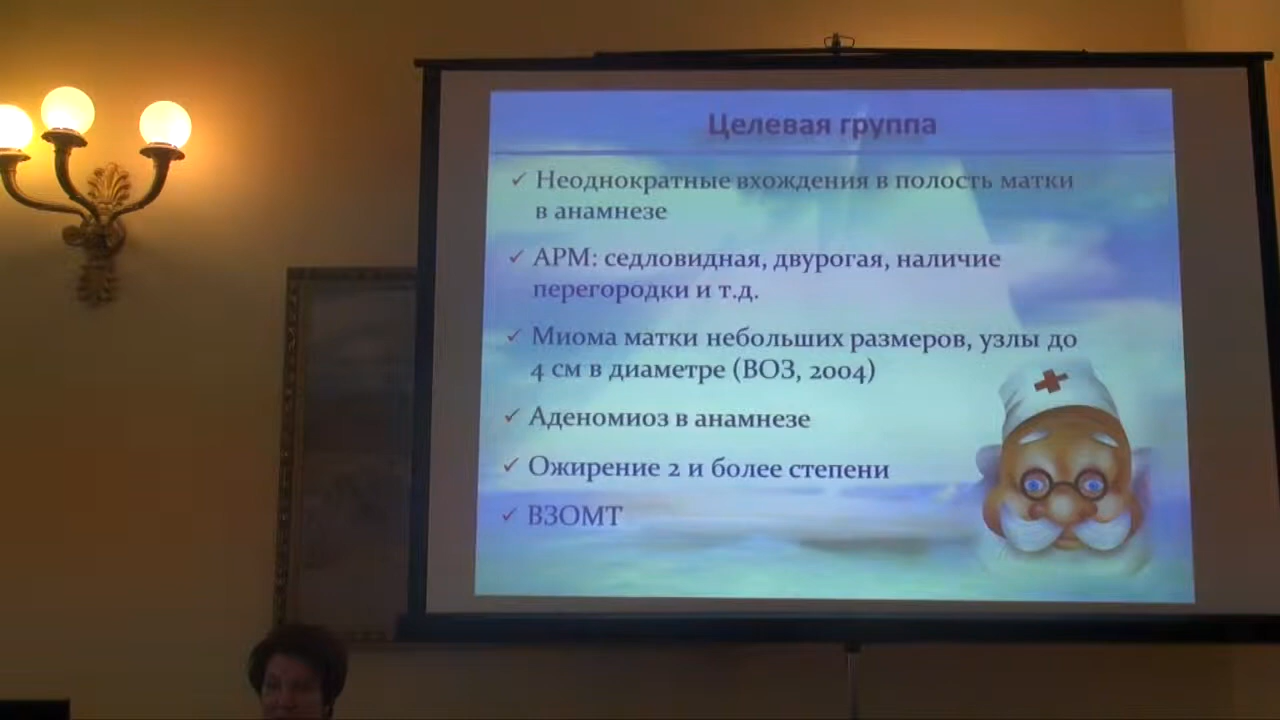 Целевая группа
✓ Неоднократные вхождения в полость матки
в анамнезе
✓ АРМ: седловидная, двурогая, наличие
перегородки и т.д.
✓ Миома матки небольших размеров, узлы до
4 см в диаметре (ВОЗ, 2004)
✓ Аденомиоз в анамнезе
✓ Ожирение 2 и более степени
✓ ВЗОМТ